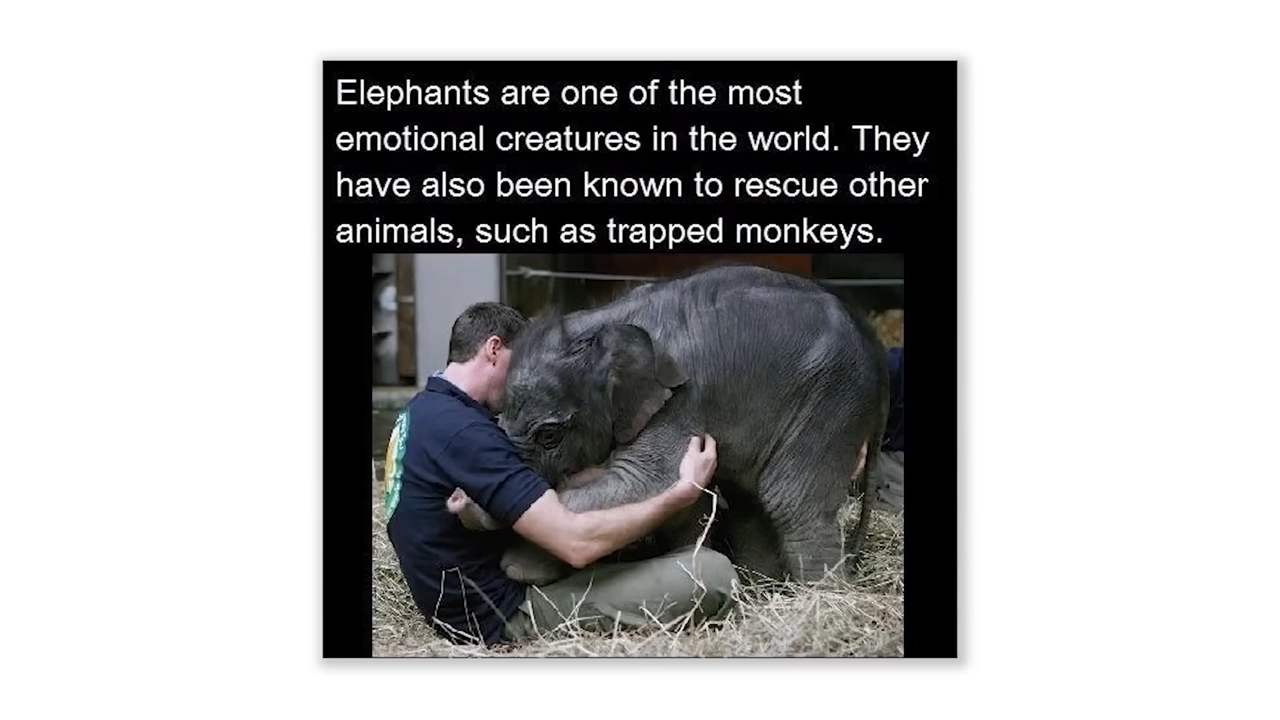 Elephants are one of the most
emotional creatures in the world. They
have also been known to rescue other
animals, such as trapped monkeys.